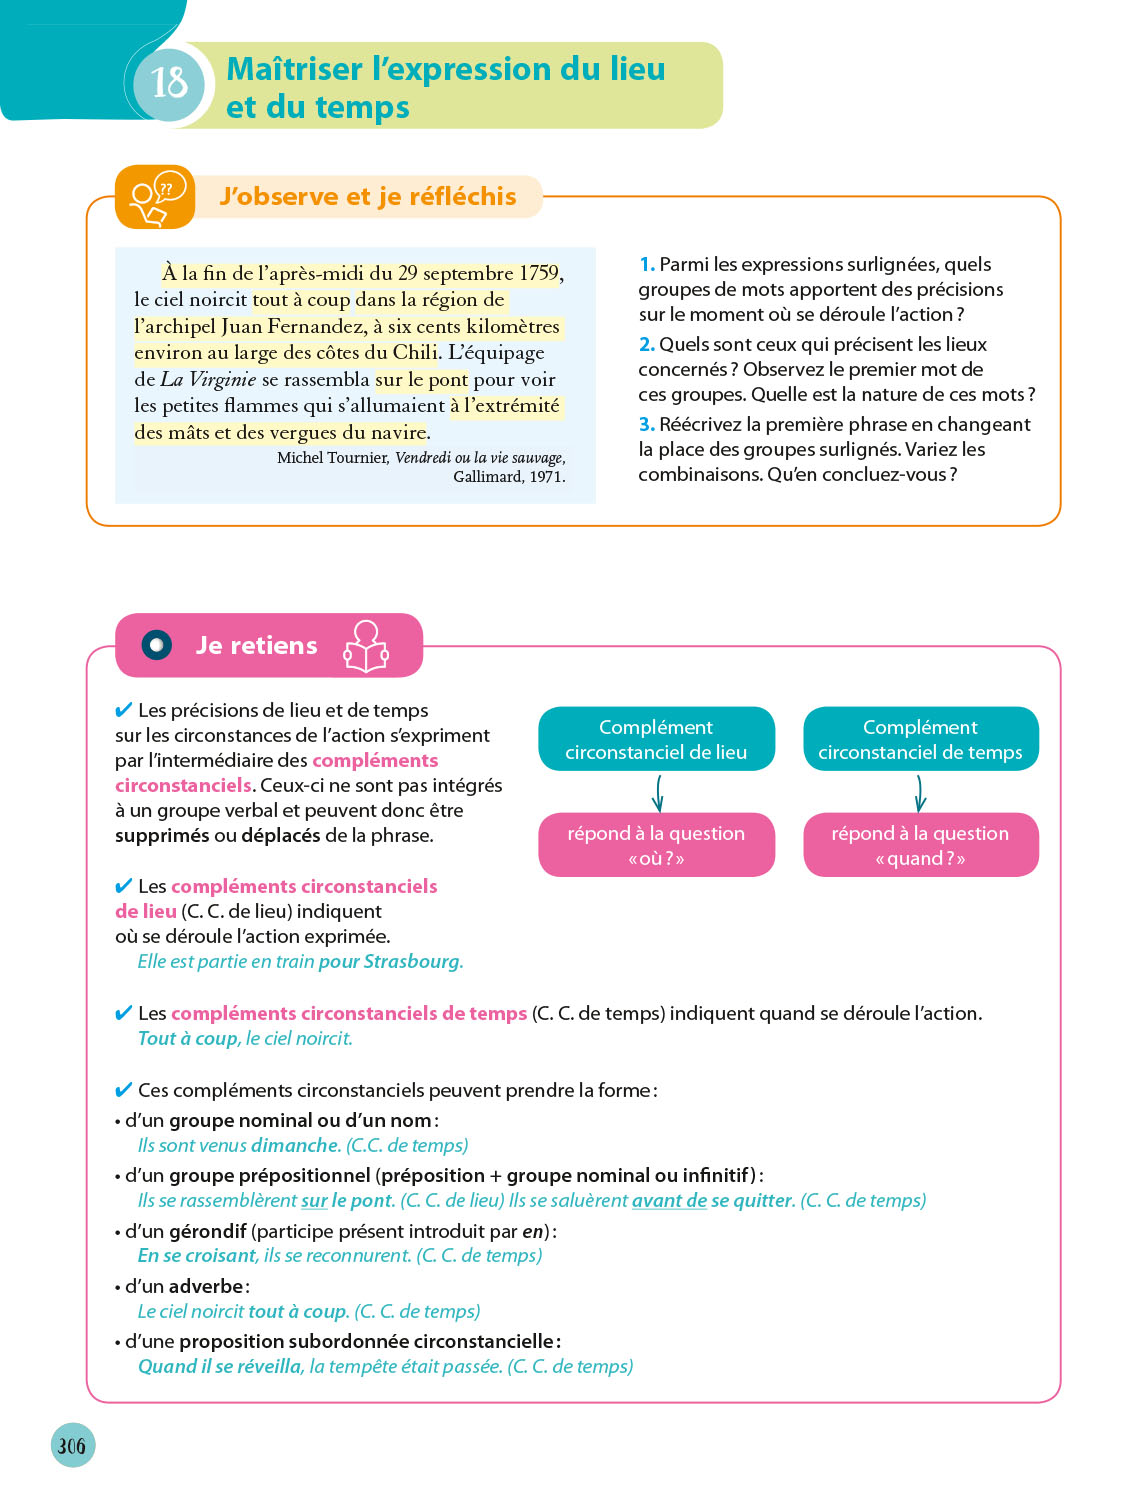 18
Maîtriser l’expression du lieu
et du temps
??
J’observe et je réfléchis
À la fin de l’après-midi du 29 septembre 1759,
le ciel noircit tout à coup dans la région de
l’archipel Juan Fernandez, à six cents kilomètres
environ au large des côtes du Chili. L’équipage
de La Virginie se rassembla sur le pont pour voir
les petites flammes qui s’allumaient à l’extrémité
des mâts et des vergues du navire.
Michel Tournier, Vendredi ou la vie sauvage,
Gallimard, 1971.
1. Parmi les expressions surlignées, quels
groupes de mots apportent des précisions
sur le moment où se déroule l’action ?
2. Quels sont ceux qui précisent les lieux
concernés ? Observez le premier mot de
ces groupes. Quelle est la nature de ces mots ?
3. Réécrivez la première phrase en changeant
la place des groupes surlignés. Variez les
combinaisons. Qu’en concluez-vous ?
Je retiens
✔ Les précisions de lieu et de temps
sur les circonstances de l’action s’expriment
par l’intermédiaire des compléments
circonstanciels. Ceux-ci ne sont pas intégrés
à un groupe verbal et peuvent donc être
supprimés ou déplacés de la phrase.
Complément
circonstanciel de lieu
répond à la question
« où ? »
Complément
circonstanciel de temps
répond à la question
« quand ? »
✔ Les compléments circonstanciels
de lieu (C. C. de lieu) indiquent
où se déroule l’action exprimée.
Elle est partie en train pour Strasbourg.
✔ Les compléments circonstanciels de temps (C. C. de temps) indiquent quand se déroule l’action.
Tout à coup, le ciel noircit.
✔ Ces compléments circonstanciels peuvent prendre la forme :
• d’un groupe nominal ou d’un nom :
Ils sont venus dimanche. (C.C. de temps)
• d’un groupe prépositionnel (préposition + groupe nominal ou infinitif) :
Ils se rassemblèrent sur le pont. (C. C. de lieu) Ils se saluèrent avant de se quitter. (C. C. de temps)
• d’un gérondif (participe présent introduit par en) :
En se croisant, ils se reconnurent. (C. C. de temps)
• d’un adverbe :
Le ciel noircit tout à coup. (C. C. de temps)
• d’une proposition subordonnée circonstancielle :
Quand il se réveilla, la tempête était passée. (C. C. de temps)
306